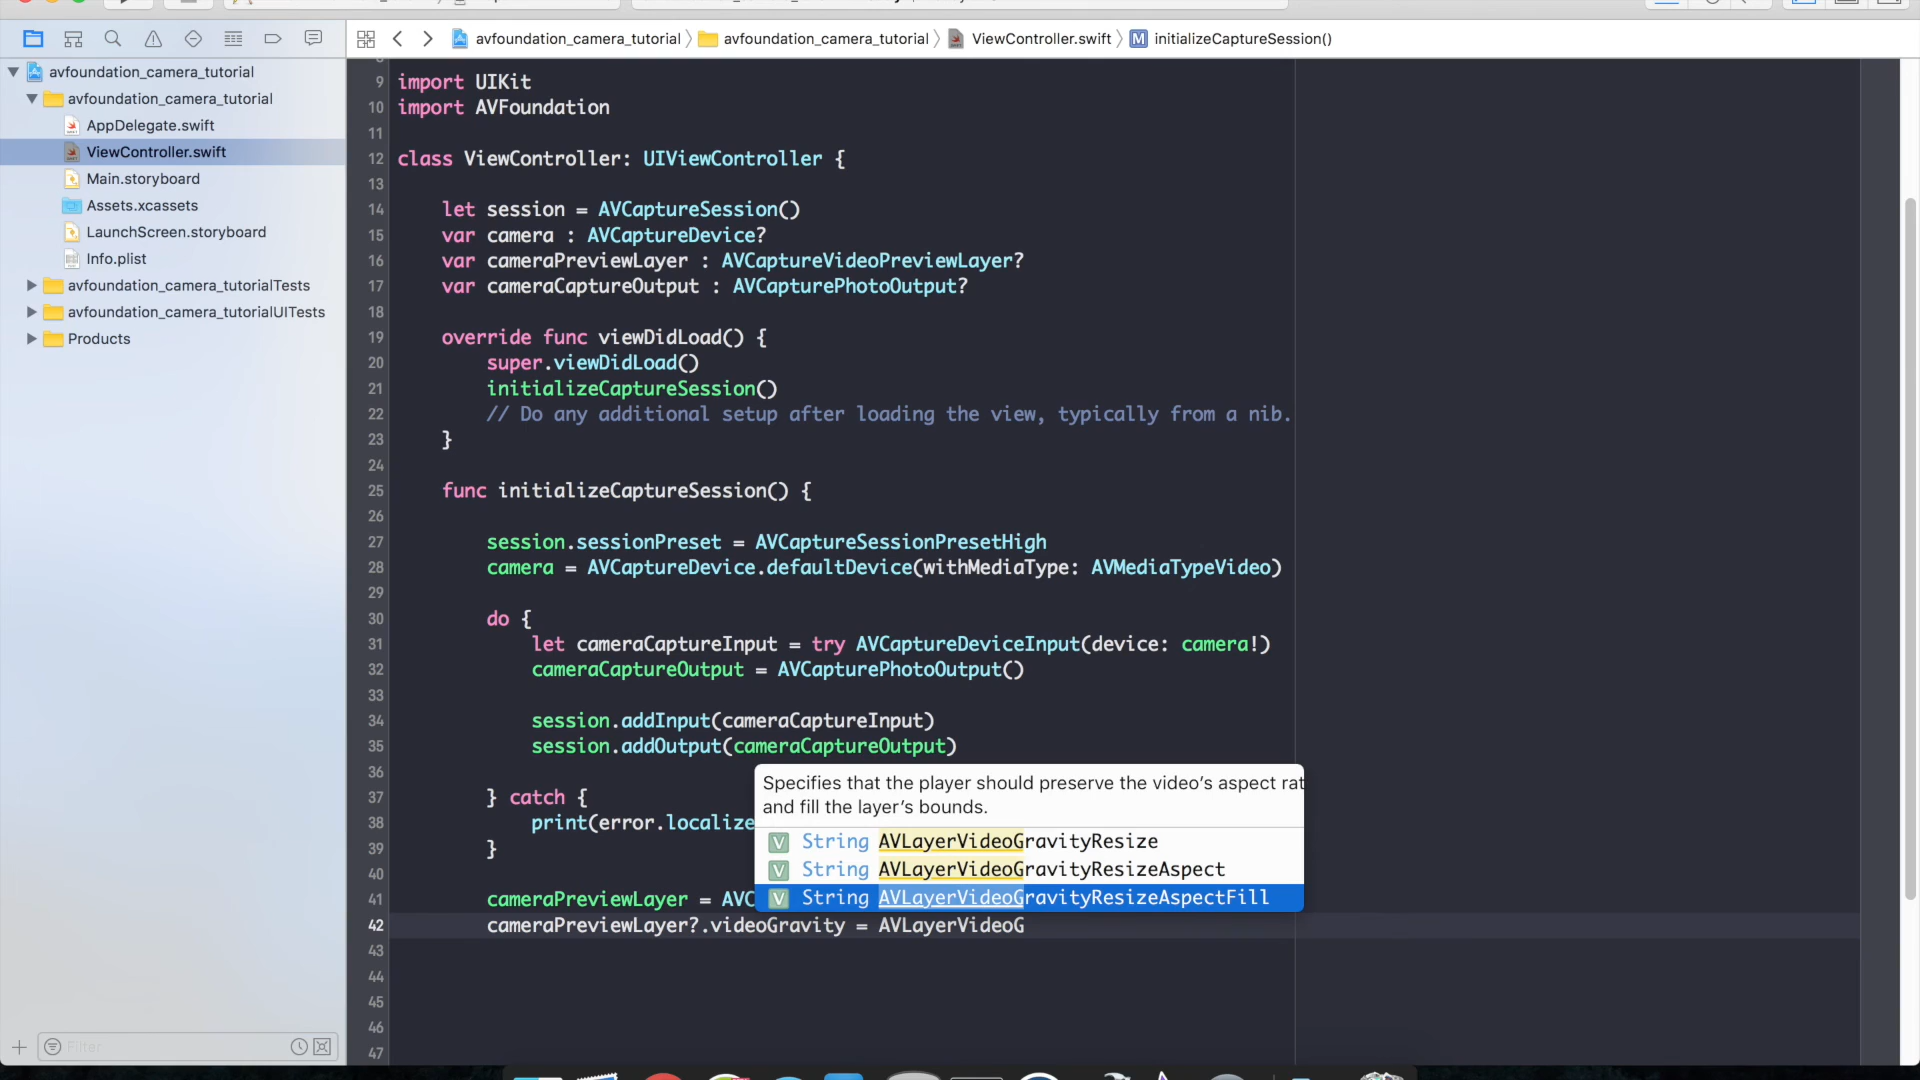 avfoundation_camera_tutorial
avfoundation_camera_tutorial
ViewController.swift
M initializeCaptureSession()
avfoundation_camera_tutorial
avfoundation_camera_tutorial
AppDelegate.swift
ViewController.swift
Main.storyboard
Assets.xcassets
LaunchScreen.storyboard
Info.plist
avfoundation_camera_tutorialTests
avfoundation_camera_tutorialUITests
Products
Filter
9 import UIKit
10 import AVFoundation
11
12 class ViewController: UIViewController {
13
14 let session = AVCaptureSession()
15 var camera : AVCaptureDevice?
16 var cameraPreviewLayer : AVCaptureVideoPreviewLayer?
17 var cameraCaptureOutput : AVCapturePhotoOutput?
18
19 override func viewDidLoad() {
20 super.viewDidLoad()
21 initializeCaptureSession()
22 // Do any additional setup after loading the view, typically from a nib.
23 }
24
25 func initializeCaptureSession() {
26
27 session.sessionPreset = AVCaptureSessionPresetHigh
28 camera = AVCaptureDevice.defaultDevice(withMediaType: AVMediaTypeVideo)
29
30 do {
31 let cameraCaptureInput = try AVCaptureDeviceInput(device: camera!)
32 cameraCaptureOutput = AVCapturePhotoOutput()
33
34 session.addInput(cameraCaptureInput)
35 session.addOutput(cameraCaptureOutput)
36
37 } catch {
38 print(error.localize
39 }
40
41 cameraPreviewLayer = AVC
42 cameraPreviewLayer?.videoGravity = AVLayerVideoG
43
44
45
46
47
Specifies that the player should preserve the video's aspect rat
and fill the layer's bounds.
V String AVLayerVideoGravityResize
V String AVLayerVideoGravityResizeAspect
V String AVLayerVideoGravityResizeAspectFill